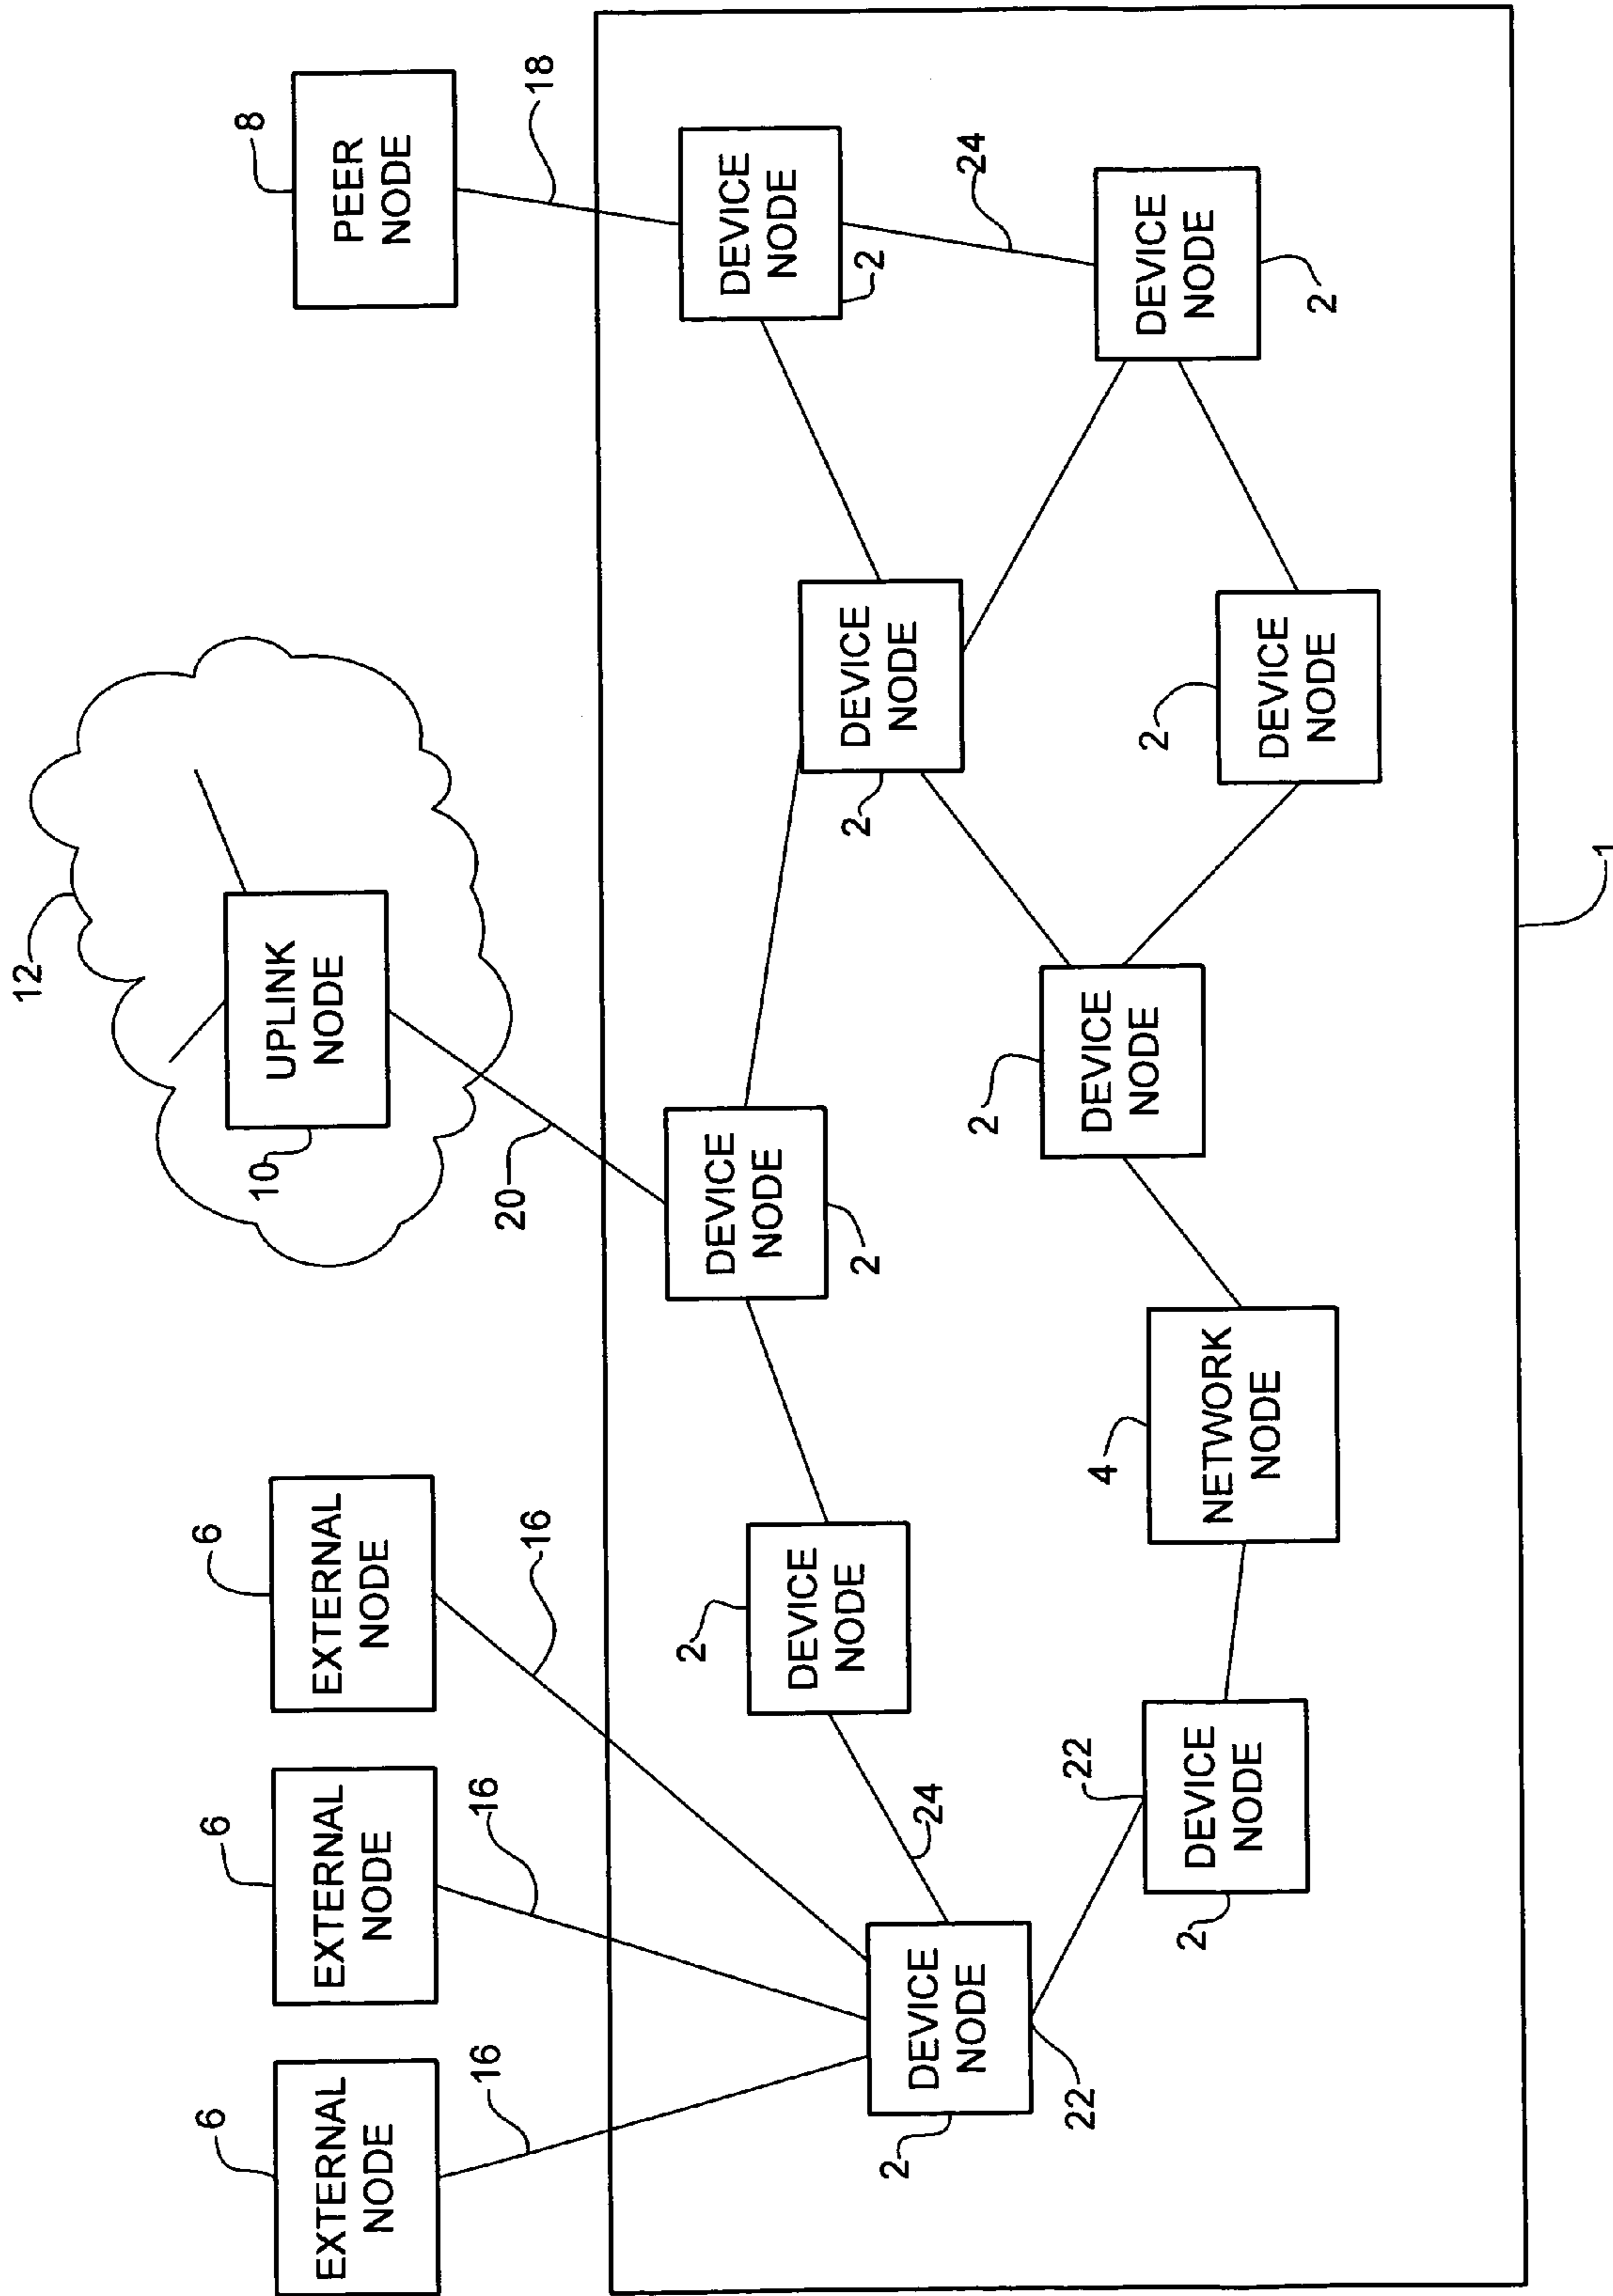 12
6
6
6
8
EXTERNAL
NODE
EXTERNAL
NODE
EXTERNAL
NODE
10
UPLINK
NODE
PEER
NODE
16
16
16
20
18
2
DEVICE
NODE
2
DEVICE
NODE
2
DEVICE
NODE
2
DEVICE
NODE
2
24
24
2
DEVICE
NODE
22
22
2
DEVICE
NODE
4
NETWORK
NODE
2
DEVICE
NODE
2
DEVICE
NODE
DEVICE
NODE
2
1